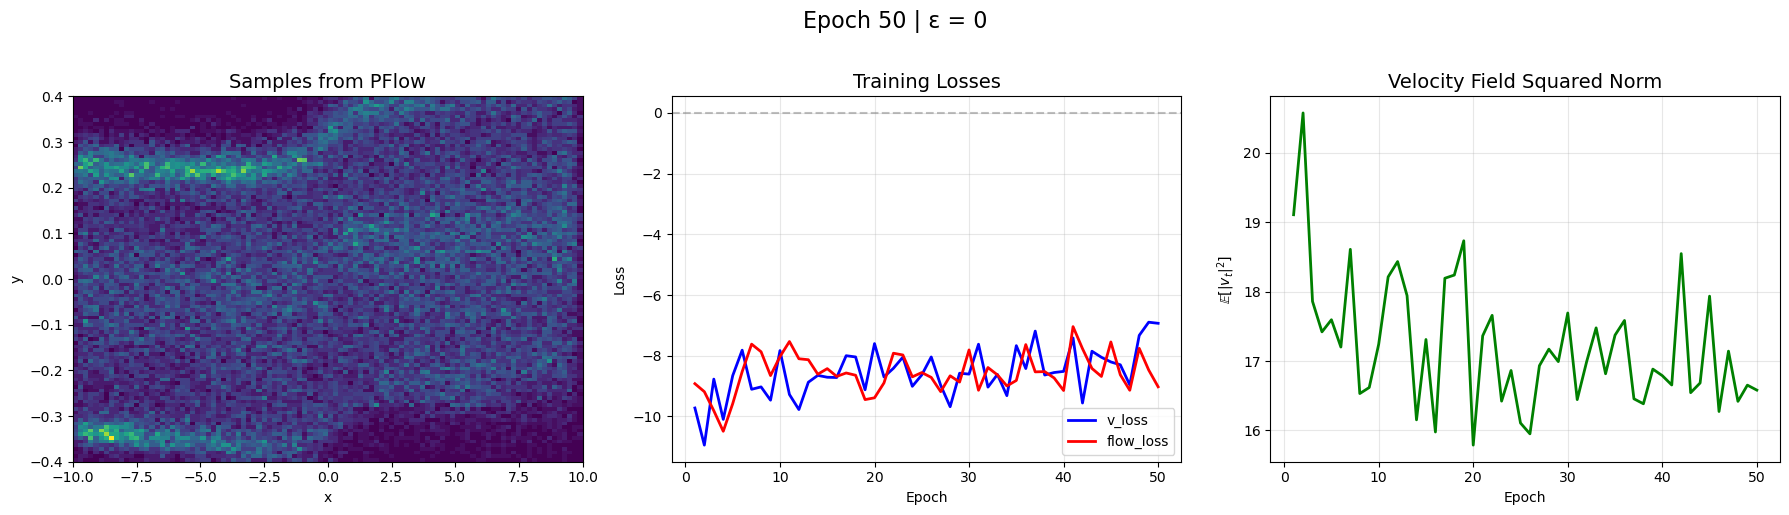 Epoch 50 | ε = 0
Samples from PFlow
0.4
0.3
0.2
0.1
0.0
−0.1
−0.2
−0.3
−0.4
y
−10.0 −7.5 −5.0 −2.5 0.0 2.5 5.0 7.5 10.0
x
Training Losses
0
−2
−4
−6
−8
−10
Loss
v_loss
flow_loss
0 10 20 30 40 50
Epoch
Velocity Field Squared Norm
20
19
18
17
16
𝔼[|v_t|²]
0 10 20 30 40 50
Epoch